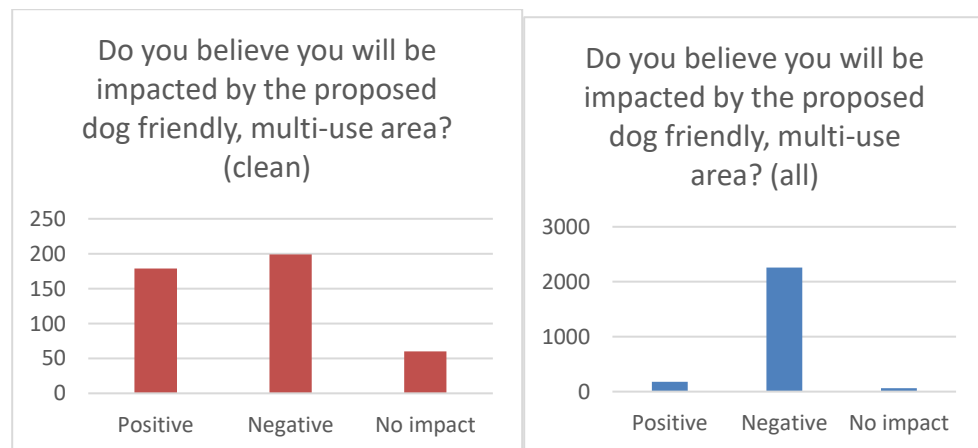 Do you believe you will be
impacted by the proposed
dog friendly, multi-use area?
(clean)
250
200
150
100
50
0
Positive
Negative
No impact
Do you believe you will be
impacted by the proposed
dog friendly, multi-use
area? (all)
3000
2000
1000
0
Positive
Negative
No impact